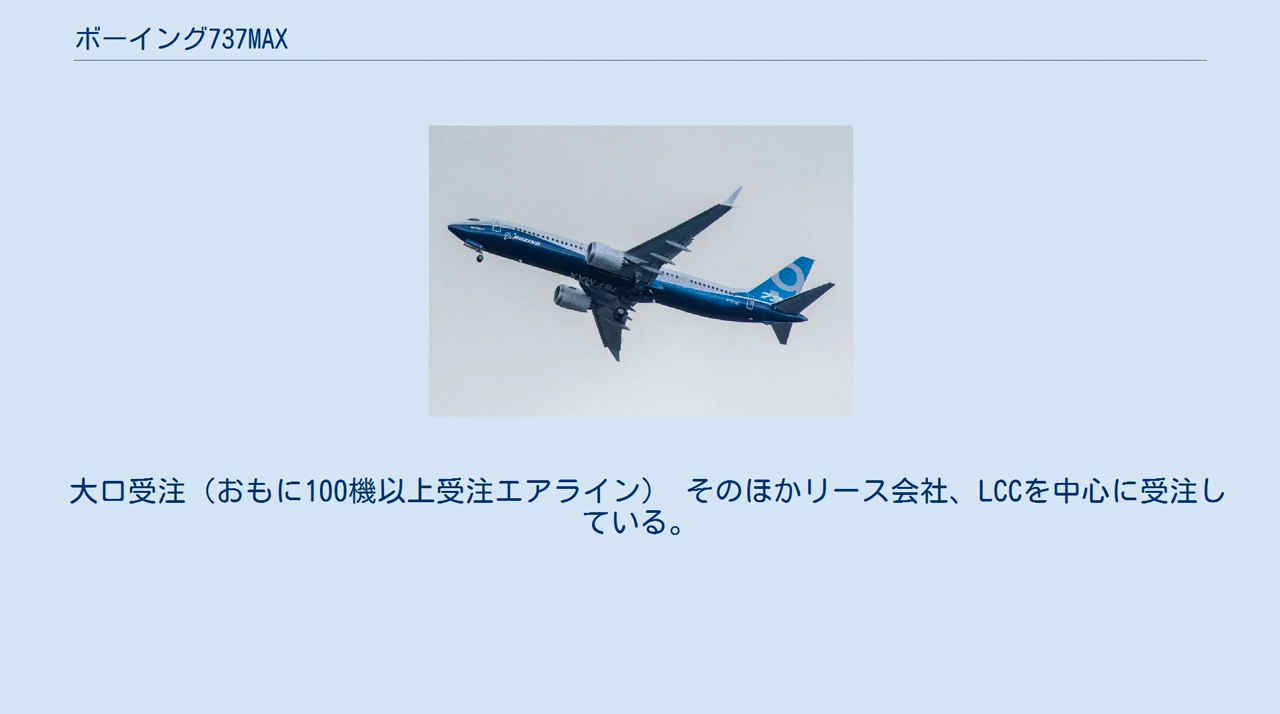 ボーイング737MAX
BOEING
大口受注（おもに100機以上受注エアライン） そのほかリース会社、LCCを中心に受注し
ている。